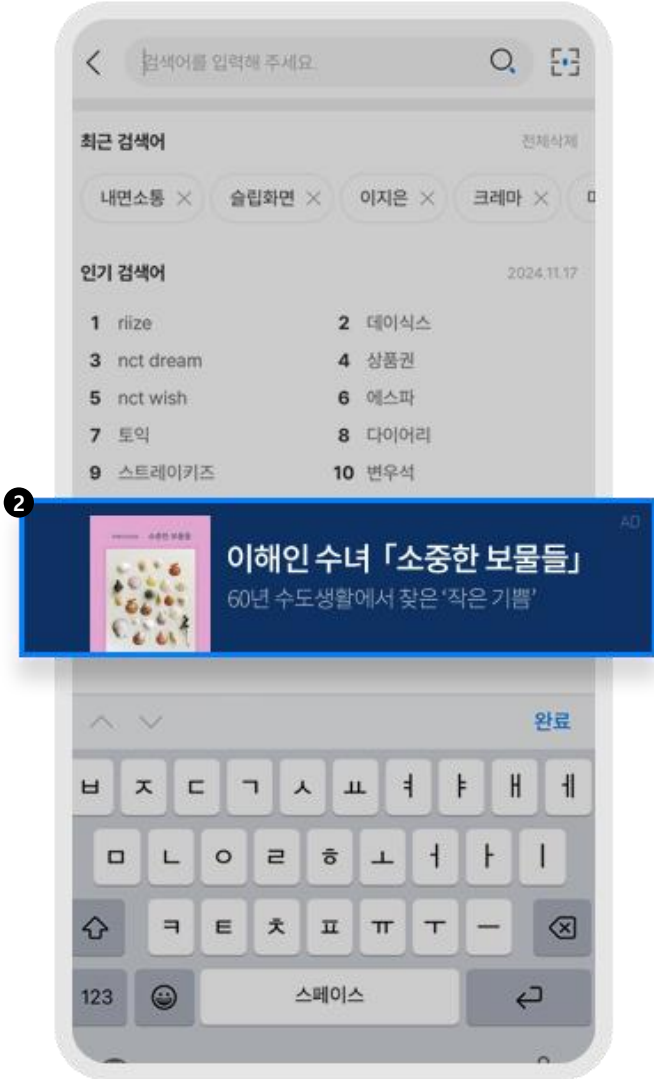 검색어를 입력해 주세요.
최근 검색어 전체삭제
내면소통 슬립화면 이지은 크레마
인기 검색어 2024.11.17
1 riize 2 데이식스
3 nct dream 4 상품권
5 nct wish 6 에스파
7 토익 8 다이어리
9 스트레이키즈 10 변우석
2
AD
소중한 보물들
이해인 수녀「소중한 보물들」
60년 수도생활에서 찾은 ‘작은 기쁨’
완료
ㅂ ㅈ ㄷ ㄱ ㅅ ㅛ ㅕ ㅑ ㅐ ㅔ
ㅁ ㄴ ㅇ ㄹ ㅎ ㅗ ㅓ ㅏ ㅣ
ㅋ ㅌ ㅊ ㅍ ㅠ ㅜ ㅡ
123 스페이스